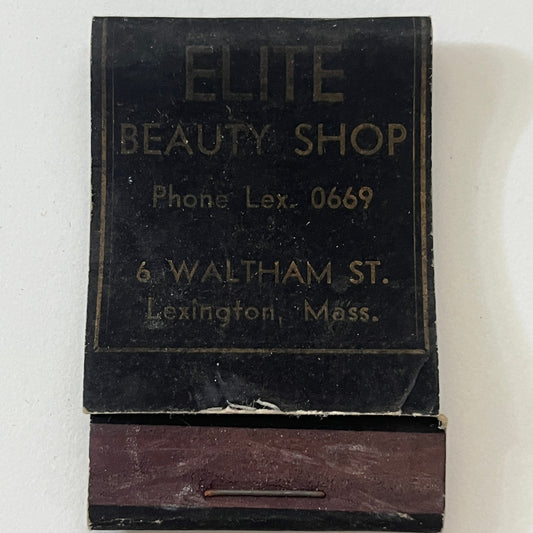 ELITE
BEAUTY SHOP
Phone Lex. 0669
6 WALTHAM ST.
Lexington, Mass.